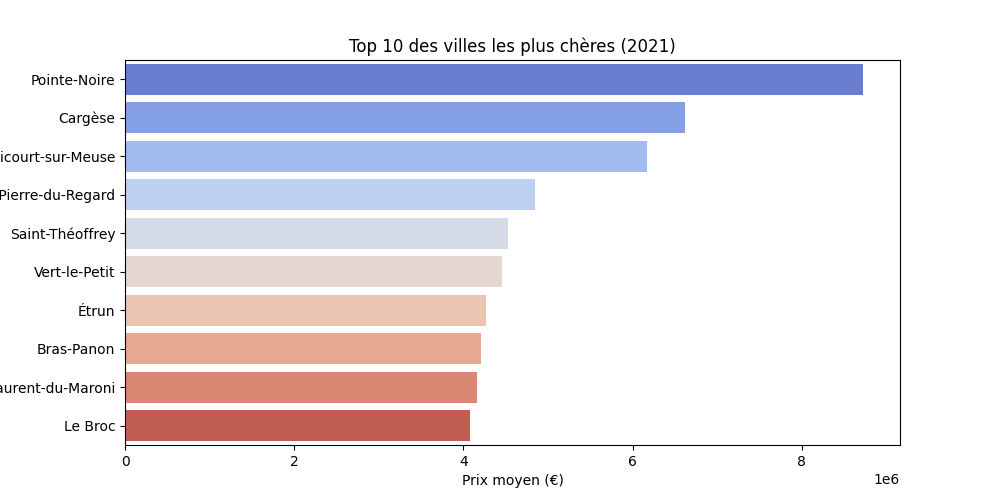 Top 10 des villes les plus chères (2021)
Pointe-Noire
Cargèse
icourt-sur-Meuse
Pierre-du-Regard
Saint-Théoffrey
Vert-le-Petit
Étrun
Bras-Panon
aurent-du-Maroni
Le Broc
0 2 4 6 8
1e6
Prix moyen (€)